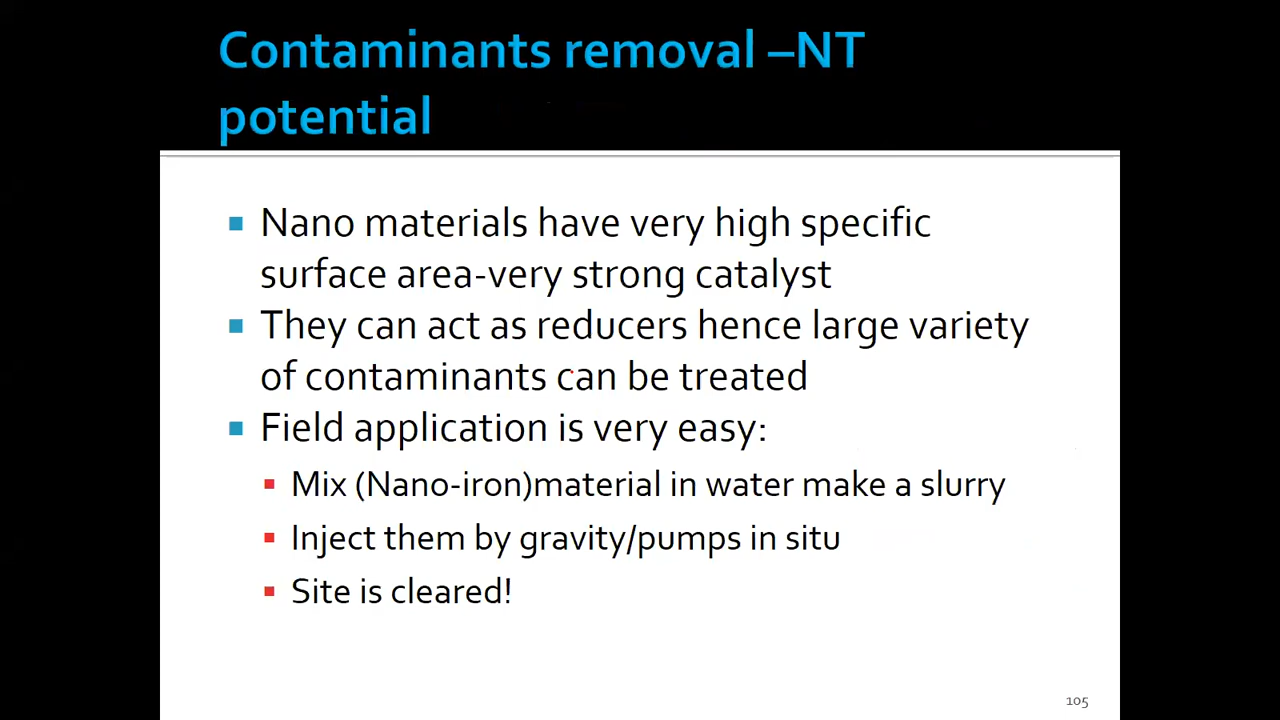 Contaminants removal –NT
potential
Nano materials have very high specific
surface area-very strong catalyst
They can act as reducers hence large variety
of contaminants can be treated
Field application is very easy:
Mix (Nano-iron)material in water make a slurry
Inject them by gravity/pumps in situ
Site is cleared!
105